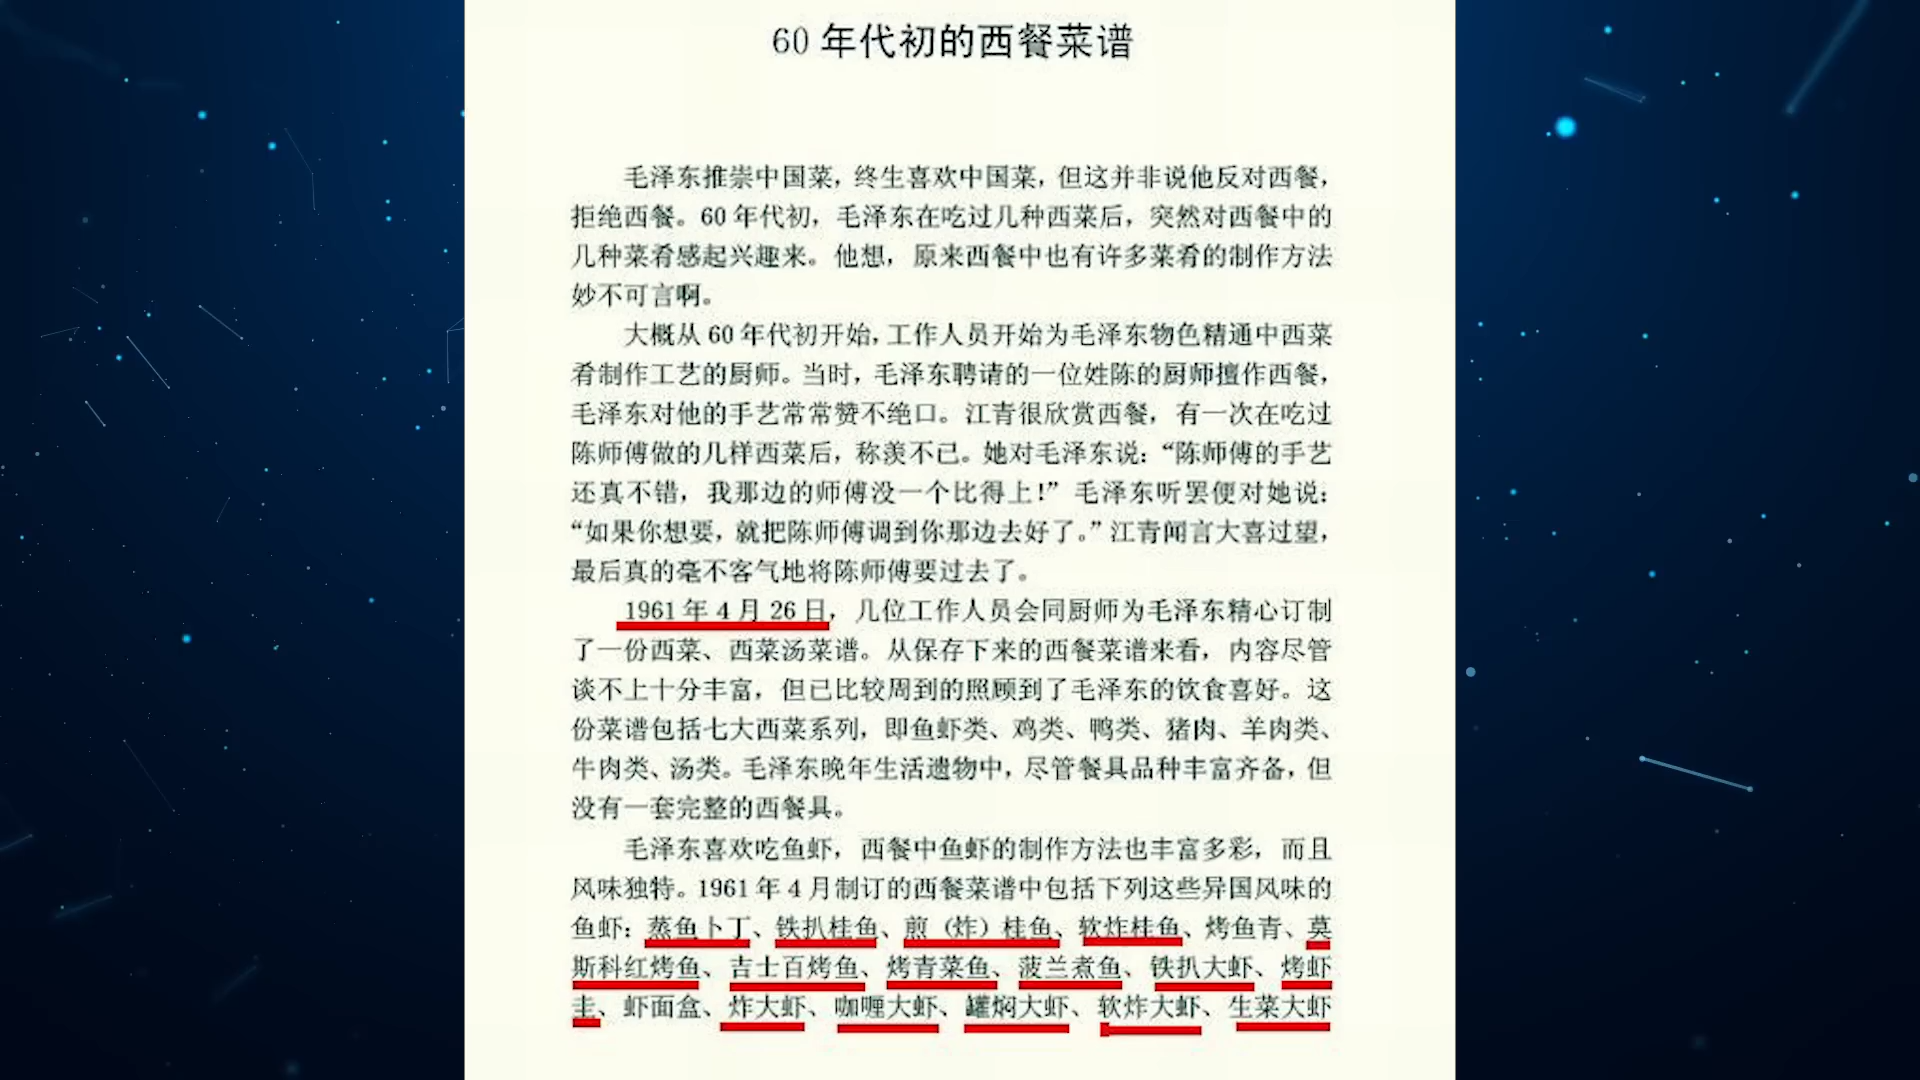 60 年代初的西餐菜谱
毛泽东推崇中国菜，终生喜欢中国菜，但这并非说他反对西餐，
拒绝西餐。60 年代初，毛泽东在吃过几种西菜后，突然对西餐中的
几种菜肴感起兴趣来。他想，原来西餐中也有许多菜肴的制作方法
妙不可言啊。
大概从 60 年代初开始，工作人员开始为毛泽东物色精通中西菜
肴制作工艺的厨师。当时，毛泽东聘请的一位姓陈的厨师擅作西餐，
毛泽东对他的手艺常常赞不绝口。江青很欣赏西餐，有一次在吃过
陈师傅做的几样西菜后，称羡不已。她对毛泽东说：“陈师傅的手艺
还真不错，我那边的师傅没一个比得上！”毛泽东听罢便对她说：
“如果你想要，就把陈师傅调到你那边去好了。”江青闻言大喜过望，
最后真的毫不客气地将陈师傅要过去了。
1961 年 4 月 26 日，几位工作人员会同厨师为毛泽东精心订制
了一份西菜、西菜汤菜谱。从保存下来的西餐菜谱来看，内容尽管
谈不上十分丰富，但已比较周到的照顾到了毛泽东的饮食喜好。这
份菜谱包括七大西菜系列，即鱼虾类、鸡类、鸭类、猪肉、羊肉类、
牛肉类、汤类。毛泽东晚年生活遗物中，尽管餐具品种丰富齐备，但
没有一套完整的西餐具。
毛泽东喜欢吃鱼虾，西餐中鱼虾的制作方法也丰富多彩，而且
风味独特。1961 年 4 月制订的西餐菜谱中包括下列这些异国风味的
鱼虾：蒸鱼卜丁、铁扒桂鱼、煎（炸）桂鱼、软炸桂鱼、烤鱼青、莫
斯科红烤鱼、吉士百烤鱼、烤青菜鱼、菠兰煮鱼、铁扒大虾、烤虾
圭、虾面盒、炸大虾、咖喱大虾、罐焖大虾、软炸大虾、生菜大虾